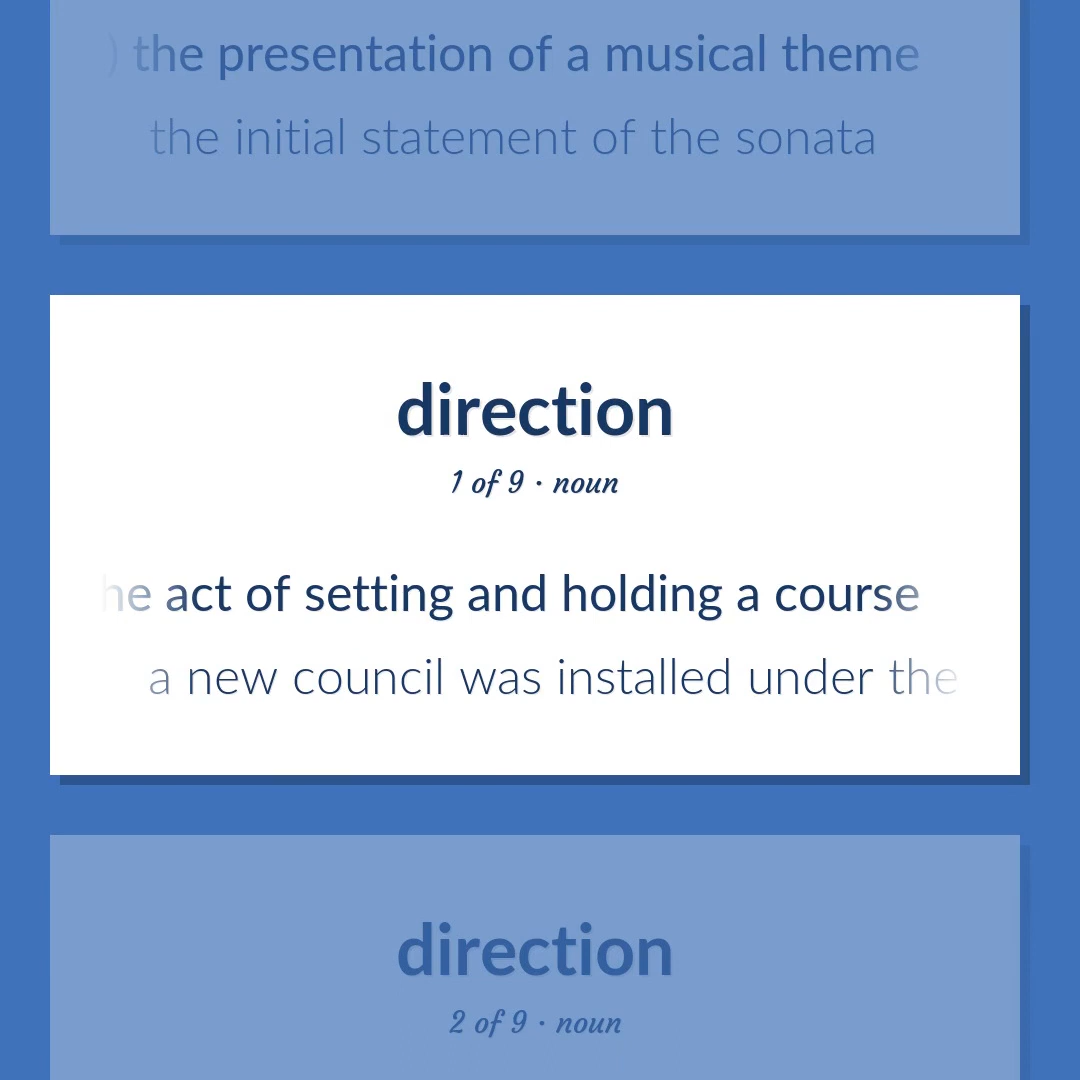 ) the presentation of a musical theme
the initial statement of the sonata
direction
1 of 9 · noun
he act of setting and holding a course
a new council was installed under the
direction
2 of 9 · noun